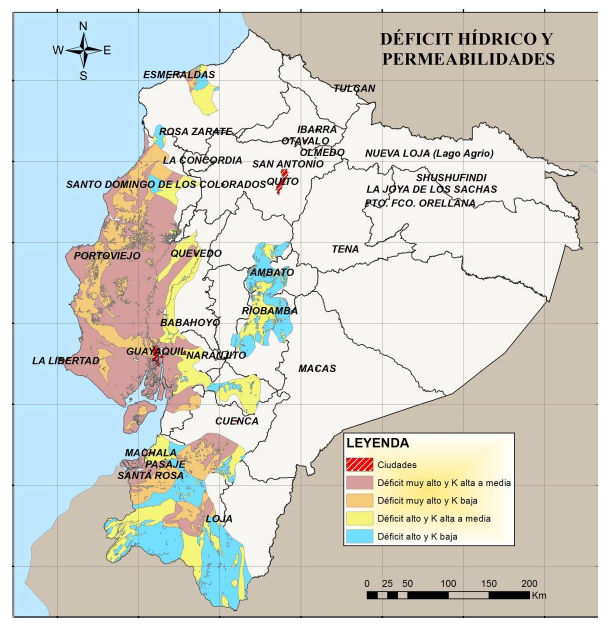 DÉFICIT HÍDRICO Y
PERMEABILIDADES
N
W
E
S
ESMERALDAS
TULCAN
ROSA ZARATE
IBARRA
OTAVALO
OLMEDO
LA CONCORDIA
SAN ANTONIO
NUEVA LOJA (Lago Agrio)
SANTO DOMINGO DE LOS COLORADOS
QUITO
SHUSHUFINDI
LA JOYA DE LOS SACHAS
PTO. FCO. ORELLANA
PORTOVIEJO
QUEVEDO
TENA
AMBATO
RIOBAMBA
BABAHOYO
GUAYAQUIL
NARANJITO
LA LIBERTAD
MACAS
CUENCA
MACHALA
PASAJE
SANTA ROSA
LOJA
LEYENDA
Ciudades
Déficit muy alto y K alta a media
Déficit muy alto y K baja
Déficit alto y K alta a media
Déficit alto y K baja
0 25 50 100 150 200
Km